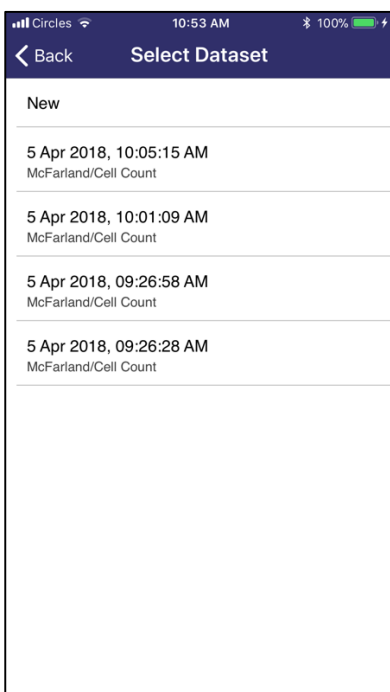 Circles 10:53 AM 100%
Back Select Dataset
New
5 Apr 2018, 10:05:15 AM
McFarland/Cell Count
5 Apr 2018, 10:01:09 AM
McFarland/Cell Count
5 Apr 2018, 09:26:58 AM
McFarland/Cell Count
5 Apr 2018, 09:26:28 AM
McFarland/Cell Count